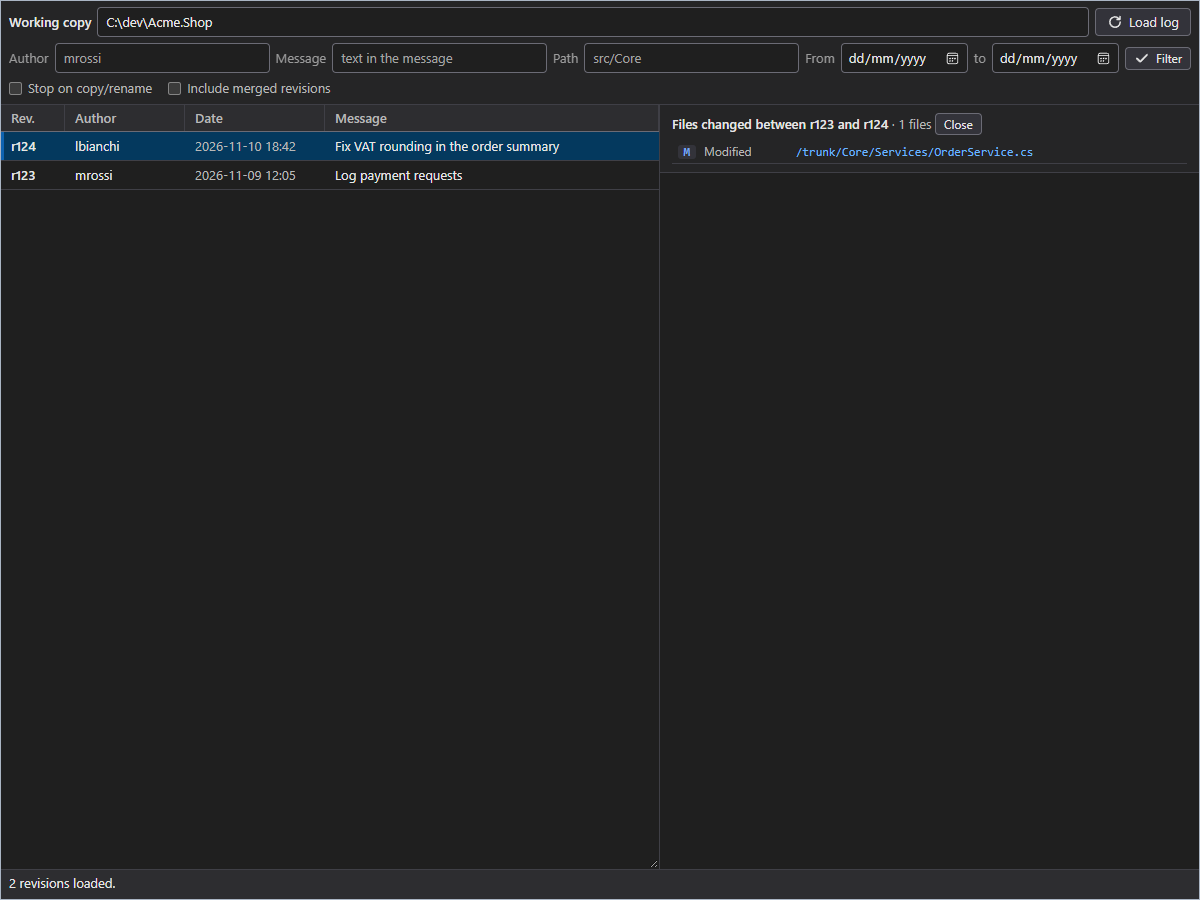 Working copy C:\dev\Acme.Shop Load log
Author mrossi Message text in the message Path src/Core From dd/mm/yyyy to dd/mm/yyyy Filter
Stop on copy/rename Include merged revisions
Rev. Author Date Message
r124 lbianchi 2026-11-10 18:42 Fix VAT rounding in the order summary
r123 mrossi 2026-11-09 12:05 Log payment requests
Files changed between r123 and r124 · 1 files Close
M Modified /trunk/Core/Services/OrderService.cs
2 revisions loaded.